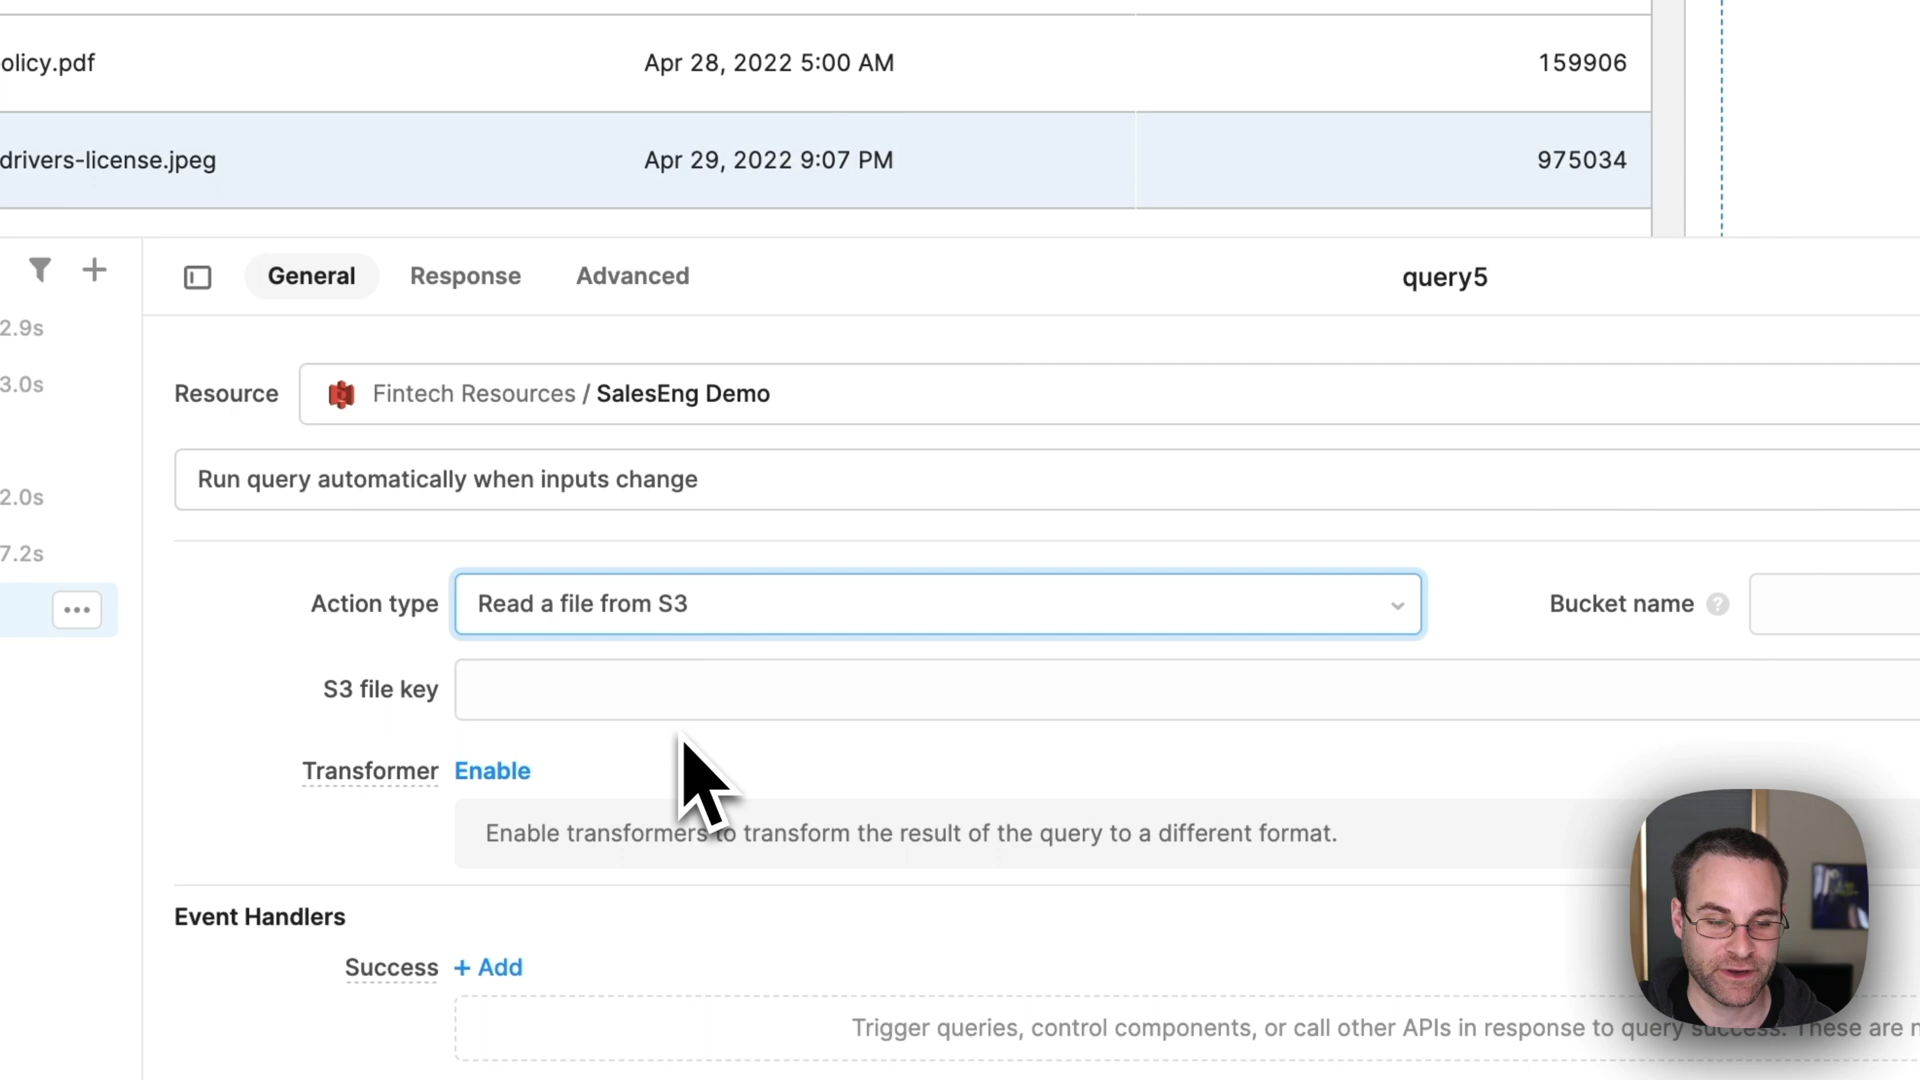 olicy.pdf Apr 28, 2022 5:00 AM 159906
drivers-license.jpeg Apr 29, 2022 9:07 PM 975034
General Response Advanced query5
2.9s
3.0s
2.0s
7.2s
Resource Fintech Resources / SalesEng Demo
Run query automatically when inputs change
Action type Read a file from S3 Bucket name ?
S3 file key
Transformer Enable
Enable transformers to transform the result of the query to a different format.
Event Handlers
Success + Add
Trigger queries, control components, or call other APIs in response to query success. These are n